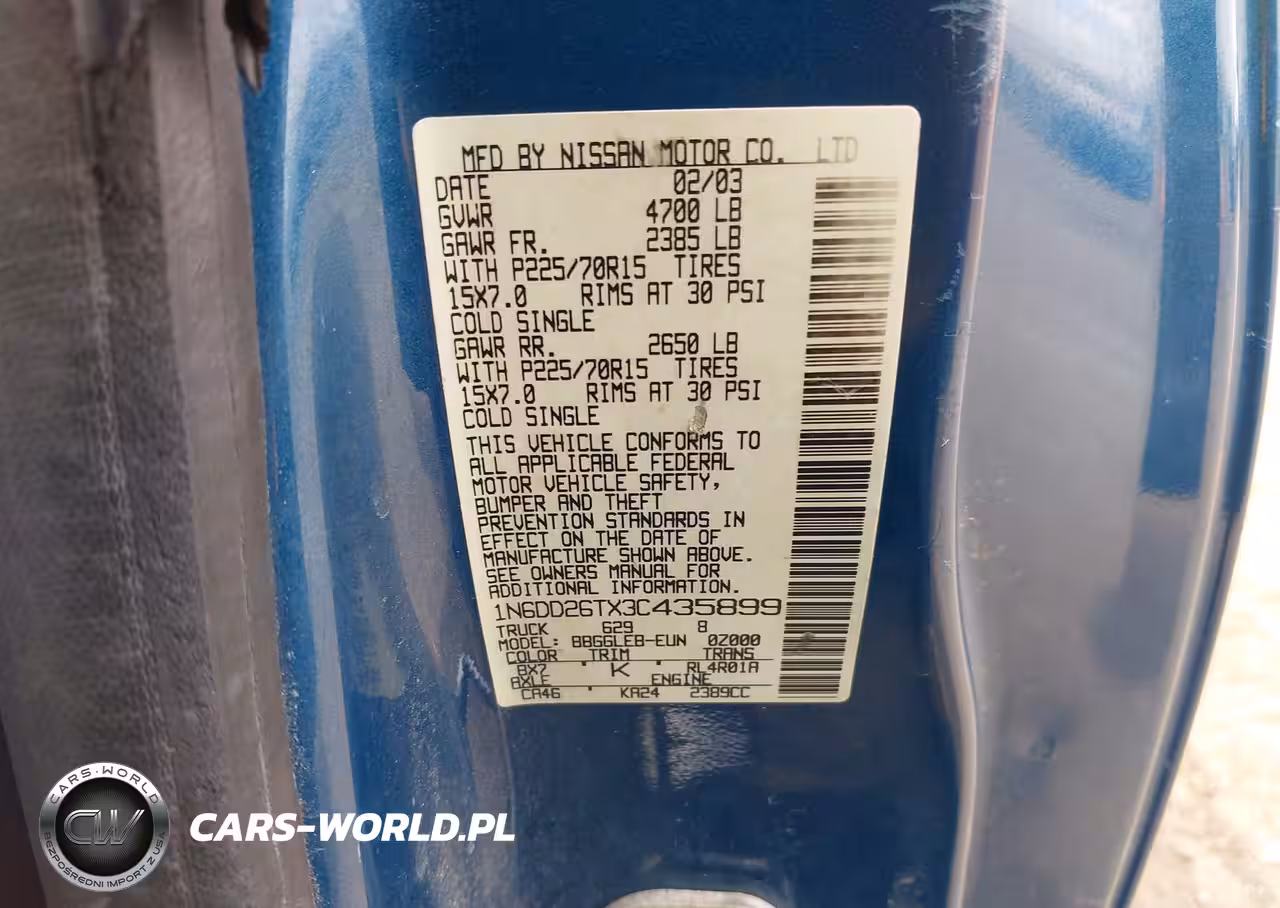 MFD BY NISSAN MOTOR CO. LTD
DATE 02/03
GVWR 4700 LB
GAWR FR. 2385 LB
WITH P225/70R15 TIRES
15X7.0 RIMS AT 30 PSI
COLD SINGLE
GAWR RR. 2650 LB
WITH P225/70R15 TIRES
15X7.0 RIMS AT 30 PSI
COLD SINGLE
THIS VEHICLE CONFORMS TO
ALL APPLICABLE FEDERAL
MOTOR VEHICLE SAFETY,
BUMPER AND THEFT
PREVENTION STANDARDS IN
EFFECT ON THE DATE OF
MANUFACTURE SHOWN ABOVE.
SEE OWNERS MANUAL FOR
ADDITIONAL INFORMATION.
1N6DD26TX3C435899
TRUCK 629 8
MODEL: BBGGLEB-EUN 0Z000
COLOR TRIM TRANS
BX7 K RL4R01A
AXLE ENGINE
CA46 KA24 2389CC
CARS-WORLD
CW
BEZPOŚREDNI IMPORT Z USA
CARS-WORLD.PL